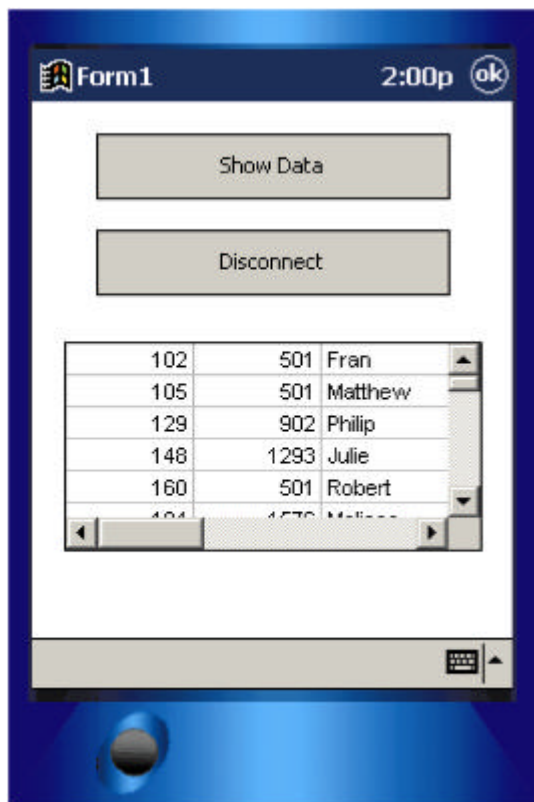 Form1 2:00p ok
Show Data
Disconnect
102 501 Fran
105 501 Matthew
129 902 Philip
148 1293 Julie
160 501 Robert